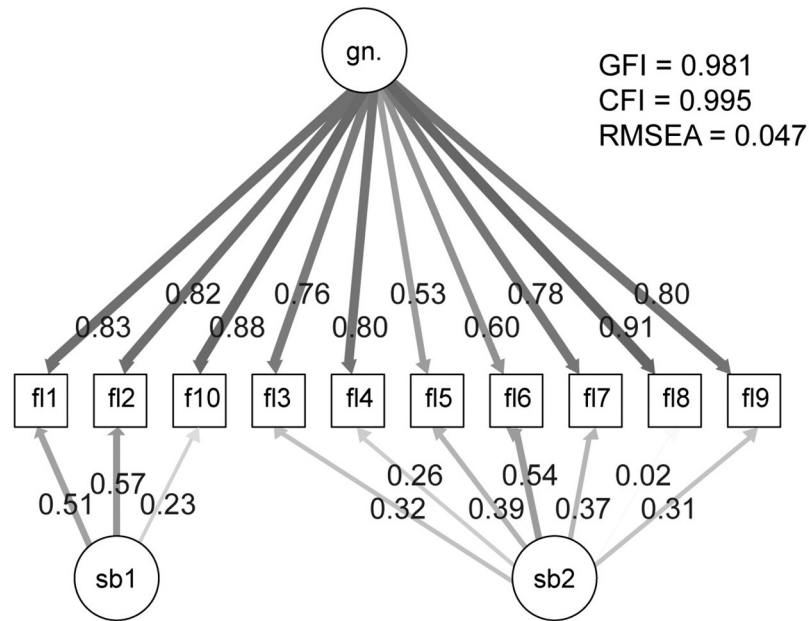 gn.
GFI = 0.981
CFI = 0.995
RMSEA = 0.047
0.82 0.76 0.53 0.78 0.80
0.83 0.88 0.80 0.60 0.91
fl1 fl2 f10 fl3 fl4 fl5 fl6 fl7 fl8 fl9
0.57 0.26 0.54 0.02
0.51 0.23 0.32 0.39 0.37 0.31
sb1 sb2